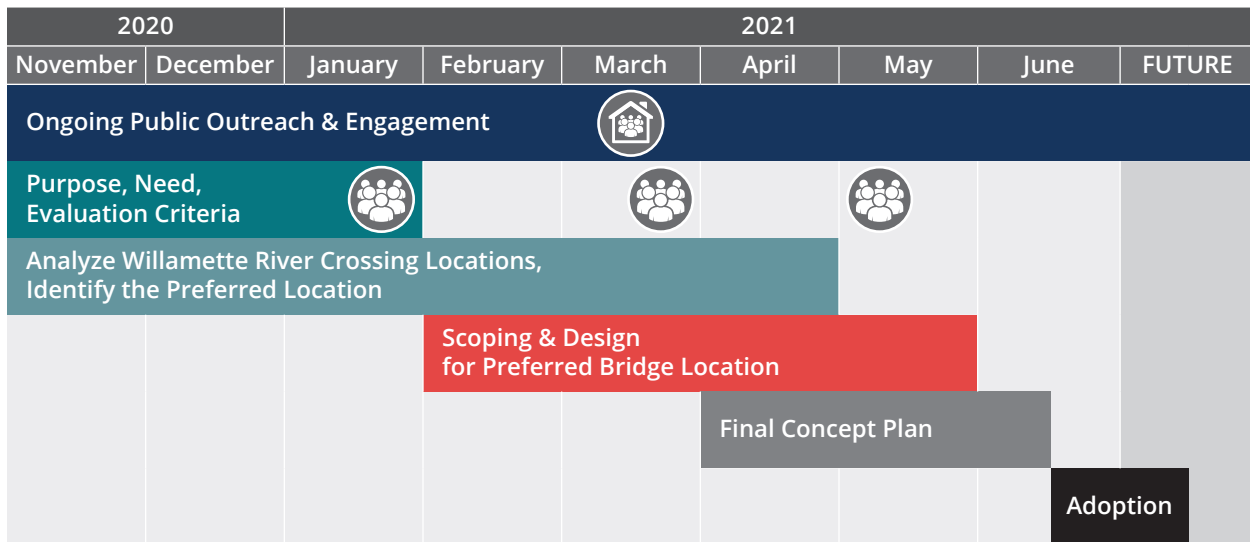 2020 2021
November December January February March April May June FUTURE
Ongoing Public Outreach & Engagement
Purpose, Need,
Evaluation Criteria
Analyze Willamette River Crossing Locations,
Identify the Preferred Location
Scoping & Design
for Preferred Bridge Location
Final Concept Plan
Adoption